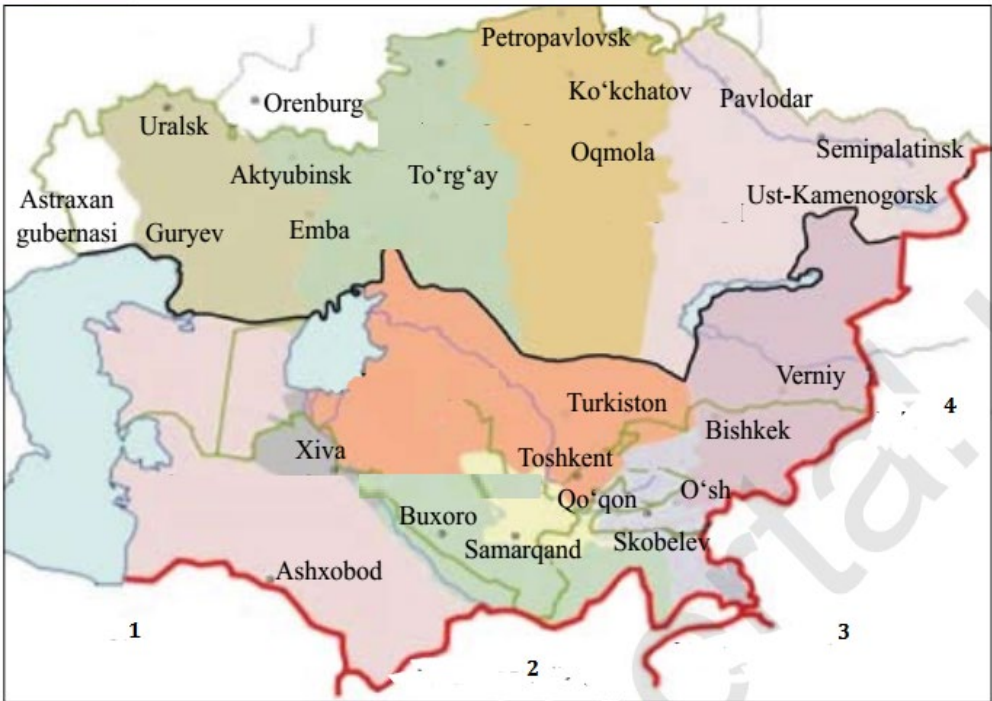 Petropavlovsk
Ko‘kchatov
Pavlodar
Orenburg
Uralsk
Oqmola
Semipalatinsk
Aktyubinsk
To‘rg‘ay
Ust-Kamenogorsk
Astraxan
gubernasi
Guryev
Emba
Verniy
4
Turkiston
Bishkek
Xiva
Toshkent
Qo‘qon
O‘sh
Buxoro
Samarqand
Skobelev
Ashxobod
1
2
3